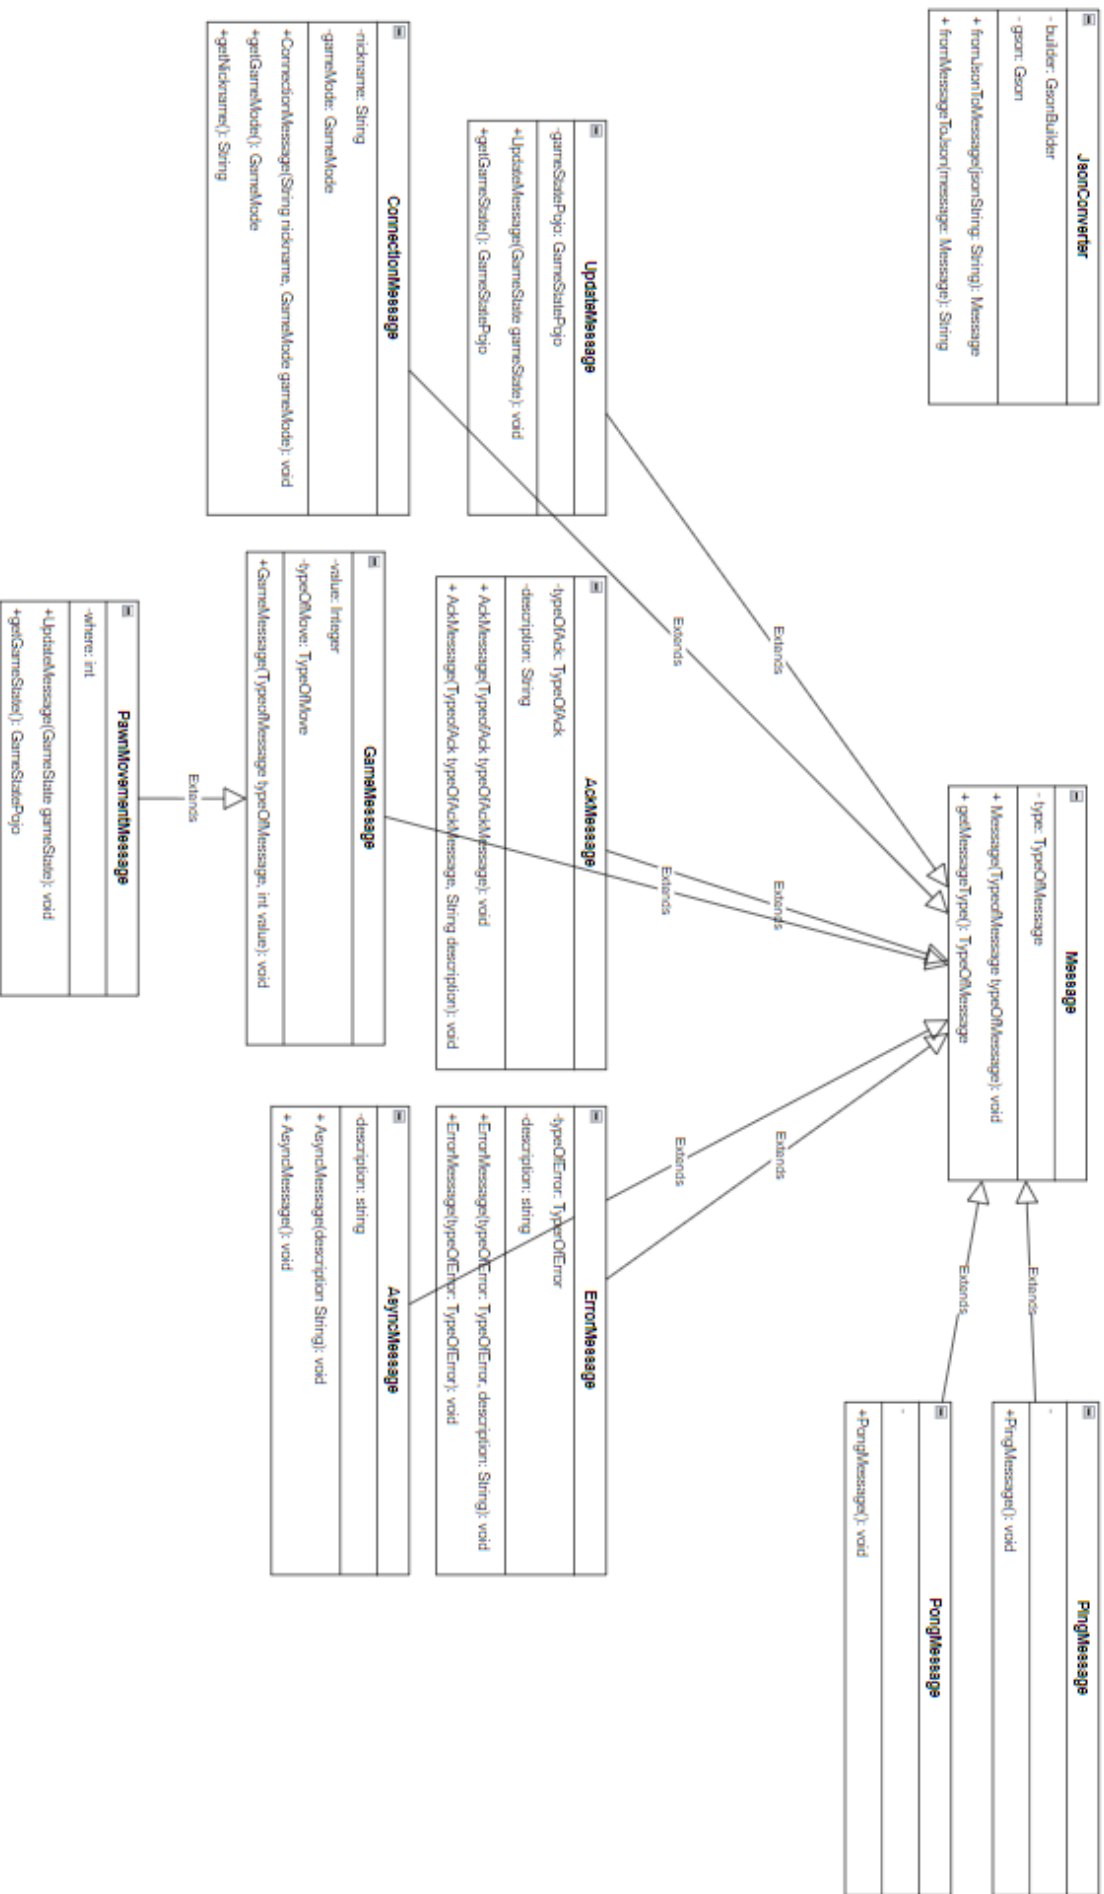 JsonConverter
- builder: GsonBuilder
- gson: Gson
+ fromJsonToMessage(jsonString: String): Message
+ fromMessageToJson(message: Message): String
Message
- type: TypeOfMessage
+ Message(TypeofMessage typeOfMessage): void
+ getMessageType(): TypeOfMessage
PingMessage
-
+PingMessage(): void
PongMessage
-
+PongMessage(): void
Extends
Extends
Extends
Extends
Extends
Extends
Extends
Extends
UpdateMessage
-gameStatePojo: GameStatePojo
+UpdateMessage(GameState gameState): void
+getGameState(): GameStatePojo
AckMessage
-typeOfAck: TypeOfAck
-description: String
+ AckMessage(TypeofAck typeOfAckMessage): void
+ AckMessage(TypeofAck typeOfAckMessage, String description): void
ErrorMessage
-typeOfError: TyperOfError
-description: string
+ErrorMessage(typeOfError: TypeOfError, description: String): void
+ErrorMessage(typeOfError: TypeOfError): void
ConnectionMessage
-nickname: String
-gameMode: GameMode
+ConnectionMessage(String nickname, GameMode gameMode): void
+getGameMode(): GameMode
+getNickname(): String
GameMessage
-value: Integer
-typeOfMove: TypeOfMove
+GameMessage(TypeofMessage typeOfMessage, int value): void
AsyncMessage
-description: string
+ AsyncMessage(description String): void
+ AsyncMessage(): void
Extends
PawnMovementMessage
-where: int
+UpdateMessage(GameState gameState): void
+getGameState(): GameStatePojo